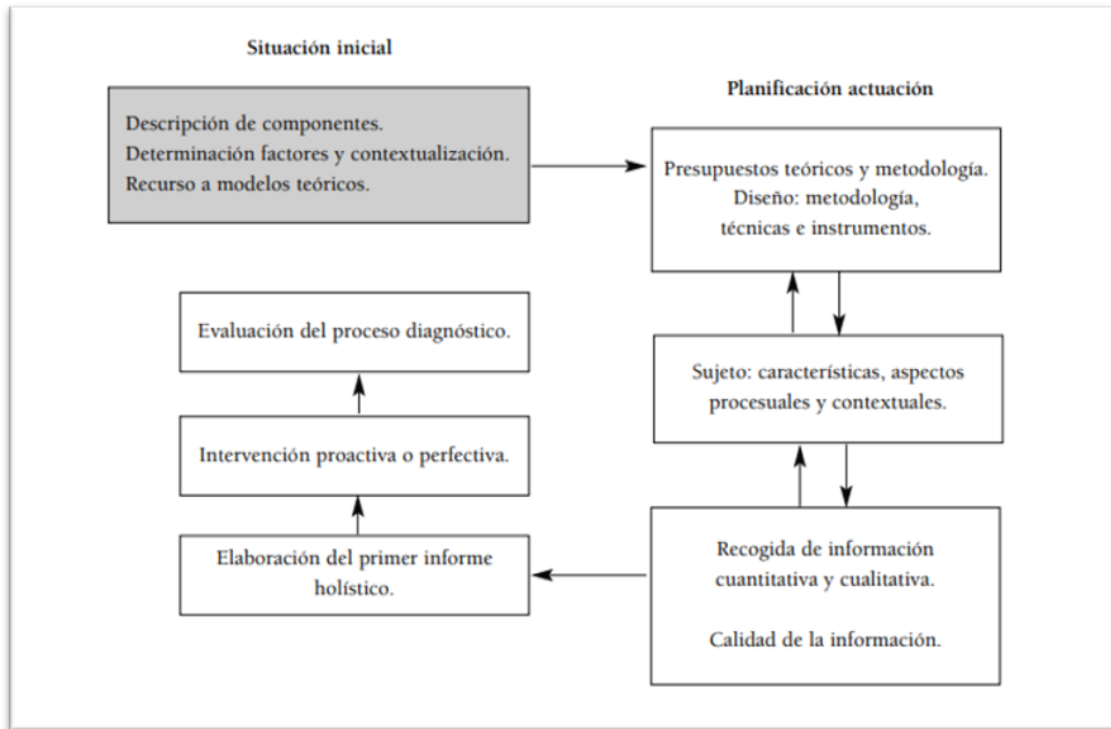 Situación inicial
Descripción de componentes.
Determinación factores y contextualización.
Recurso a modelos teóricos.
Planificación actuación
Presupuestos teóricos y metodología.
Diseño: metodología,
técnicas e instrumentos.
Sujeto: características, aspectos
procesuales y contextuales.
Recogida de información
cuantitativa y cualitativa.
Calidad de la información.
Elaboración del primer informe
holístico.
Intervención proactiva o perfectiva.
Evaluación del proceso diagnóstico.